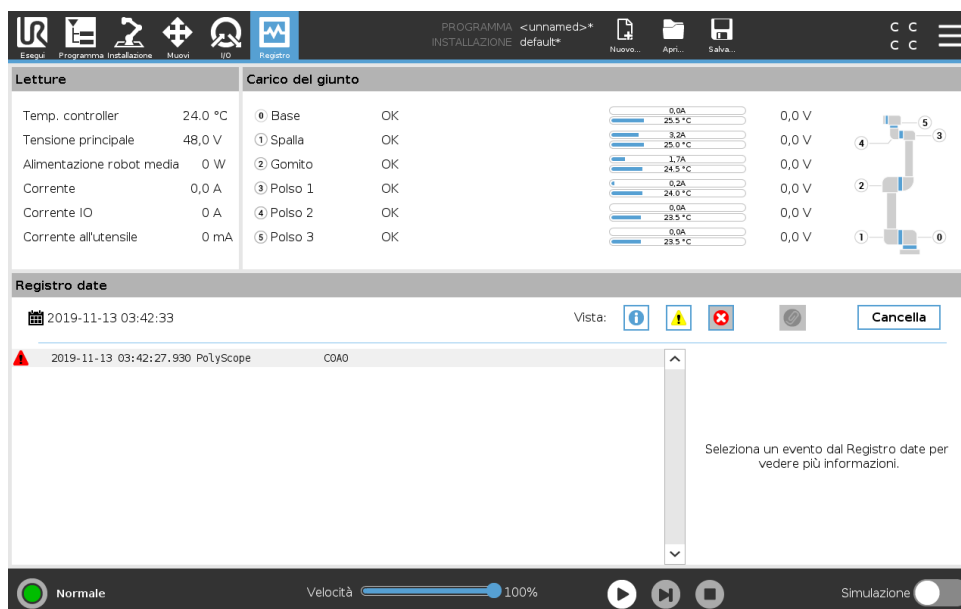 PROGRAMMA <unnamed>*
INSTALLAZIONE default*
Esegui Programma Installazione Muovi I/O Registro Nuovo... Apri... Salva...
C C
C C
Letture
Temp. controller 24.0 °C
Tensione principale 48,0 V
Alimentazione robot media 0 W
Corrente 0,0 A
Corrente IO 0 A
Corrente all'utensile 0 mA
Carico del giunto
0 Base OK 0,0A 25.5 °C 0,0 V
1 Spalla OK 3,2A 25.0 °C 0,0 V
2 Gomito OK 1,7A 24.5 °C 0,0 V
3 Polso 1 OK 0,2A 24.0 °C 0,0 V
4 Polso 2 OK 0,0A 23.5 °C 0,0 V
5 Polso 3 OK 0,0A 23.5 °C 0,0 V
5
4 3
2
1 0
Registro date
2019-11-13 03:42:33 Vista: Cancella
2019-11-13 03:42:27.930 PolyScope C0A0
Seleziona un evento dal Registro date per
vedere più informazioni.
Normale Velocità 100% Simulazione